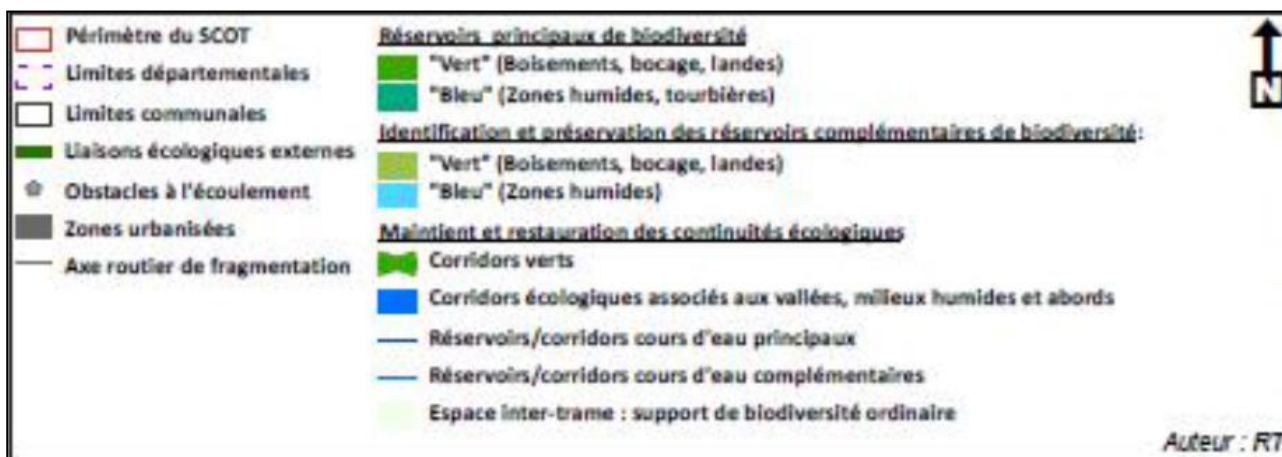 Périmètre du SCOT
Limites départementales
Limites communales
Liaisons écologiques externes
Obstacles à l'écoulement
Zones urbanisées
Axe routier de fragmentation
Réservoirs principaux de biodiversité
"Vert" (Boisements, bocage, landes)
"Bleu" (Zones humides, tourbières)
Identification et préservation des réservoirs complémentaires de biodiversité:
"Vert" (Boisements, bocage, landes)
"Bleu" (Zones humides)
Maintient et restauration des continuités écologiques
Corridors verts
Corridors écologiques associés aux vallées, milieux humides et abords
Réservoirs/corridors cours d'eau principaux
Réservoirs/corridors cours d'eau complémentaires
Espace inter-trame : support de biodiversité ordinaire
N
Auteur : RT